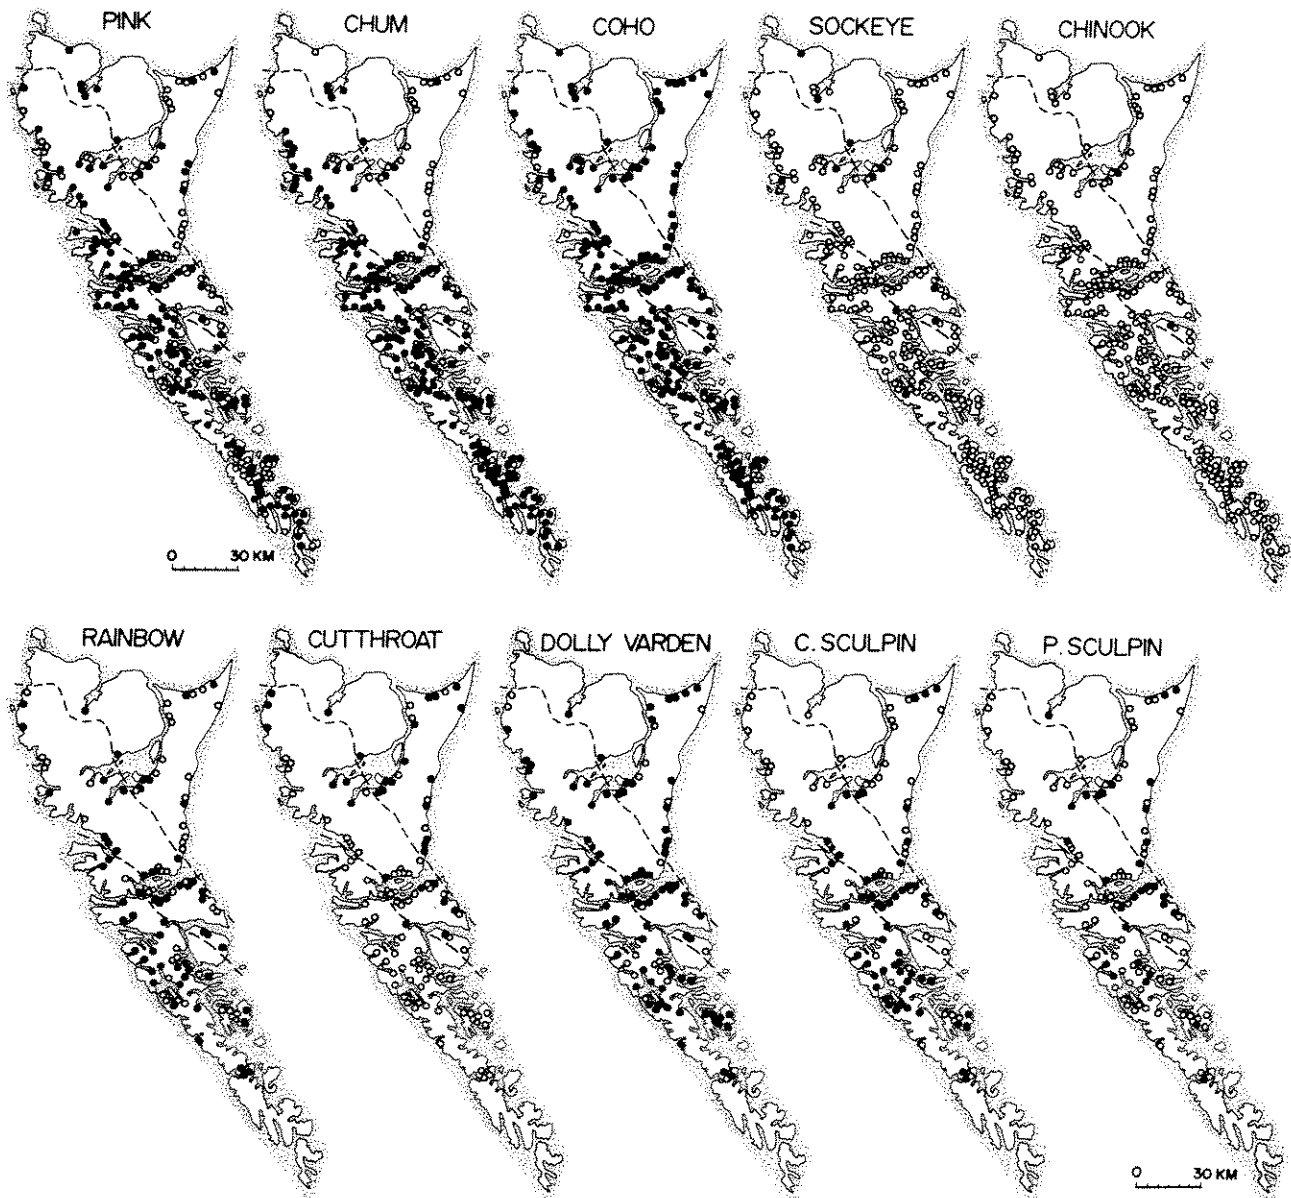 PINK
CHUM
COHO
SOCKEYE
CHINOOK
0 30 KM
RAINBOW
CUTTHROAT
DOLLY VARDEN
C. SCULPIN
P. SCULPIN
0 30 KM